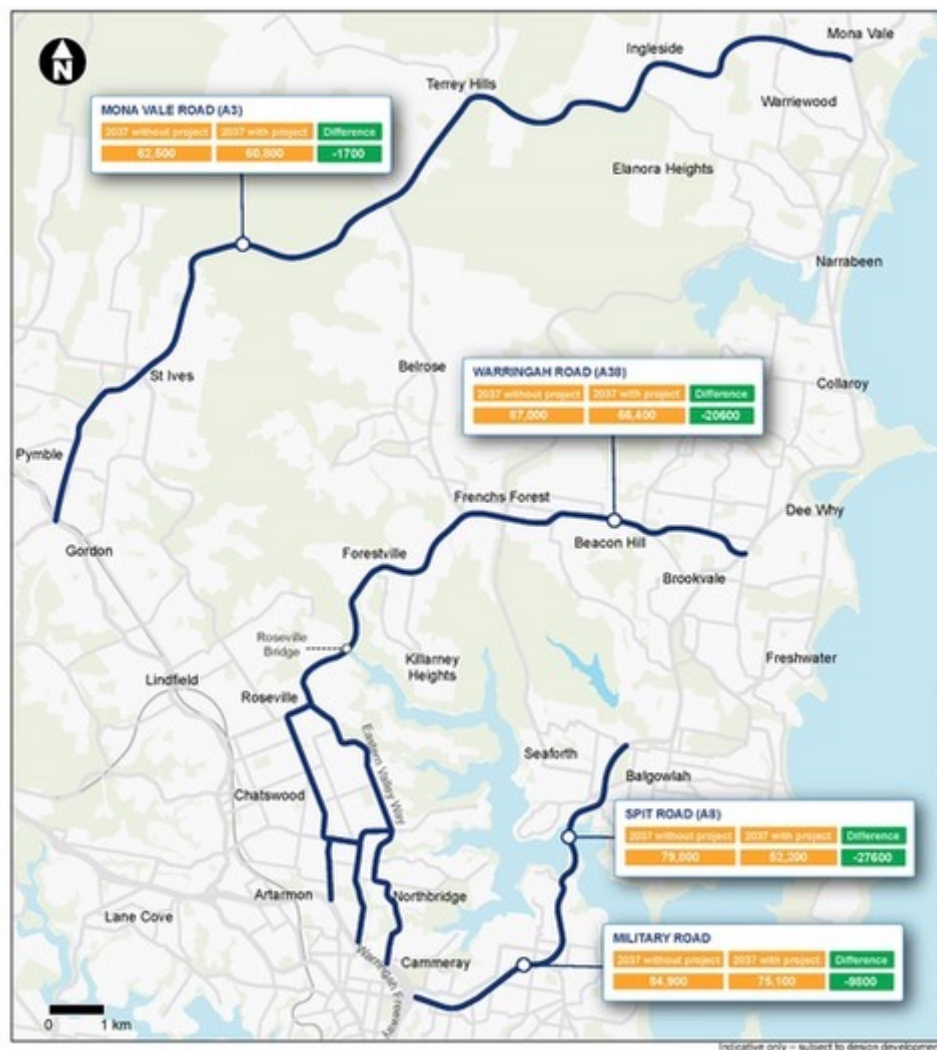 N
Mona Vale
Ingleside
Terrey Hills
Warriewood
MONA VALE ROAD (A3)
2037 without project 2037 with project Difference
62,500 60,800 -1700
Elanora Heights
Narrabeen
Belrose
St Ives
WARRINGAH ROAD (A38)
2037 without project 2037 with project Difference
87,000 66,400 -20600
Collaroy
Pymble
Frenchs Forest
Dee Why
Gordon
Forestville
Beacon Hill
Brookvale
Roseville
Bridge
Killarney
Heights
Freshwater
Lindfield
Roseville
Eastern Valley Way
Seaforth
Balgowlah
Chatswood
SPIT ROAD (A8)
2037 without project 2037 with project Difference
79,800 52,200 -27600
Artarmon
Northbridge
Lane Cove
MILITARY ROAD
2037 without project 2037 with project Difference
84,900 75,100 -9800
Cammeray
Warringah Freeway
0 1 km
Indicative only – subject to design development